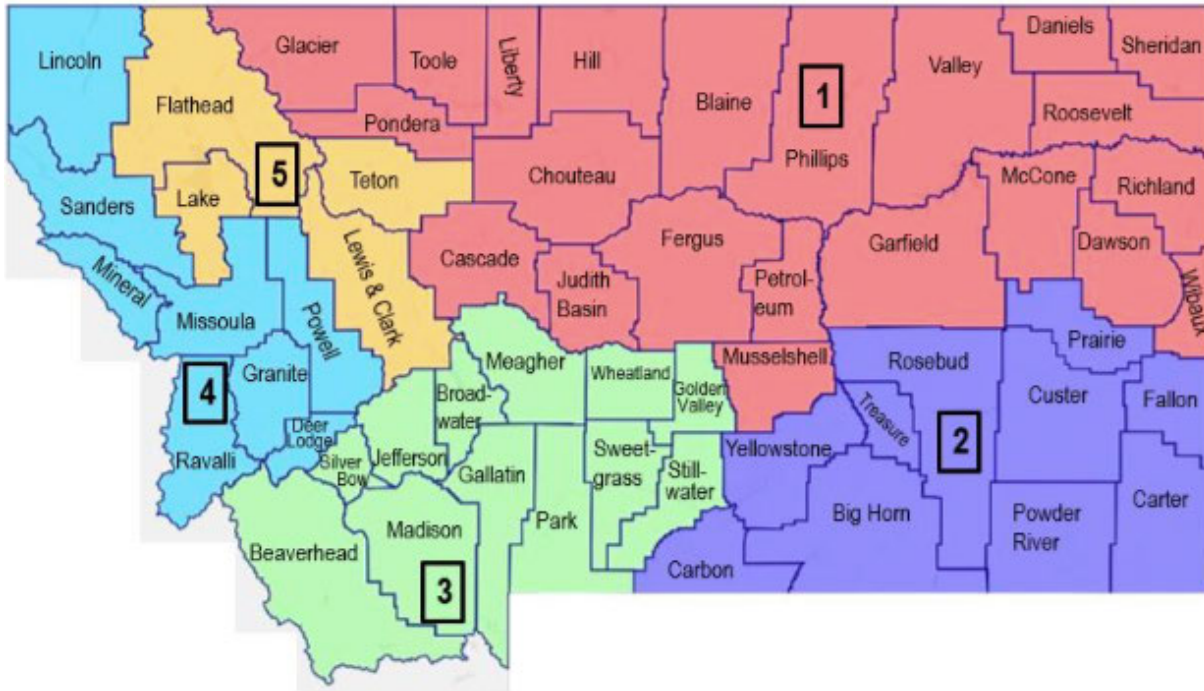 Lincoln
Flathead
Glacier
Toole
Liberty
Hill
Blaine
1
Phillips
Valley
Daniels
Sheridan
Roosevelt
Pondera
5
Teton
Chouteau
McCone
Richland
Sanders
Lake
Lewis & Clark
Cascade
Judith
Basin
Fergus
Petrol-
eum
Garfield
Dawson
Wibaux
Mineral
Missoula
Powell
Meagher
Wheatland
Golden
Valley
Musselshell
Rosebud
Prairie
4
Granite
Broad-
water
Treasure
Custer
Fallon
Ravalli
Deer
Lodge
Silver
Bow
Jefferson
Gallatin
Sweet-
grass
Still-
water
Yellowstone
2
Beaverhead
Madison
3
Park
Carbon
Big Horn
Powder
River
Carter